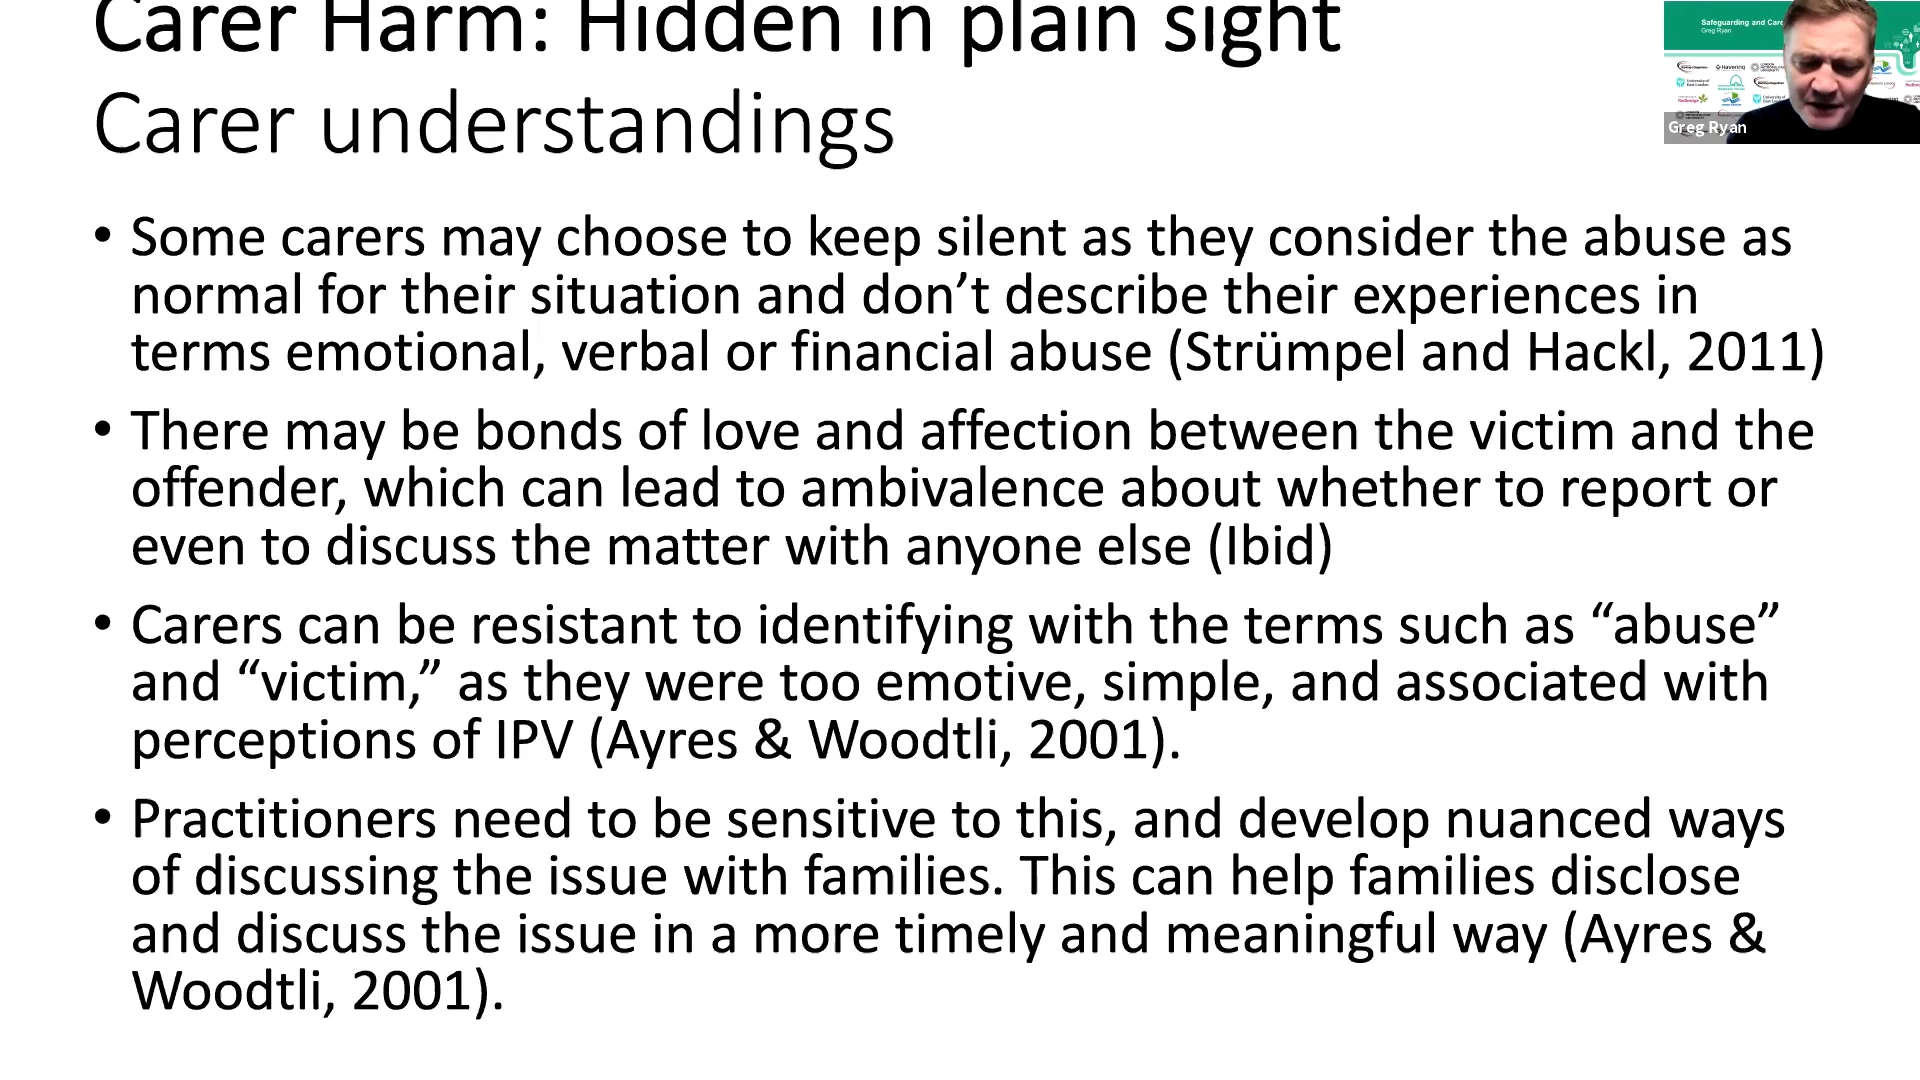 Carer Harm: Hidden in plain sight
Carer understandings
Safeguarding and Care
Greg Ryan
Havering
University of
East London
Redbridge
Greg Ryan
• Some carers may choose to keep silent as they consider the abuse as
normal for their situation and don’t describe their experiences in
terms emotional, verbal or financial abuse (Strümpel and Hackl, 2011)
• There may be bonds of love and affection between the victim and the
offender, which can lead to ambivalence about whether to report or
even to discuss the matter with anyone else (Ibid)
• Carers can be resistant to identifying with the terms such as “abuse”
and “victim,” as they were too emotive, simple, and associated with
perceptions of IPV (Ayres & Woodtli, 2001).
• Practitioners need to be sensitive to this, and develop nuanced ways
of discussing the issue with families. This can help families disclose
and discuss the issue in a more timely and meaningful way (Ayres &
Woodtli, 2001).